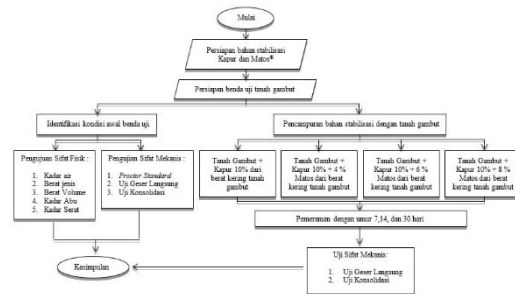 Mulai
Persiapan bahan stabilisasi
Kapur dan Matos®
Persiapan benda uji tanah gambut
Identifikasi kondisi awal benda uji
Pencampuran bahan stabilisasi dengan tanah gambut
Pengujuan Sifat Fisik :
1. Kadar air
2. Berat jenis
3. Berat Volume
4. Kadar Abu
5. Kadar Serat
Pengujian Sifat Mekanis :
1. Proctor Standard
2. Uji Geser Langsung
3. Uji Konsolidasi
Tanah Gambut +
Kapur 10% dari
berat kering tanah
gambut
Tanah Gambut +
Kapur 10% + 4 %
Matos dari berat
kering tanah gambut
Tanah Gambut +
Kapur 10% + 6 %
Matos dari berat
kering tanah gambut
Tanah Gambut +
Kapur 10% + 8 %
Matos dari berat
kering tanah gambut
Pemeraman dengan umur 7,14, dan 30 hari
Uji Sifat Mekanis:
1. Uji Geser Langsung
2. Uji Konsolidasi
Kesimpulan